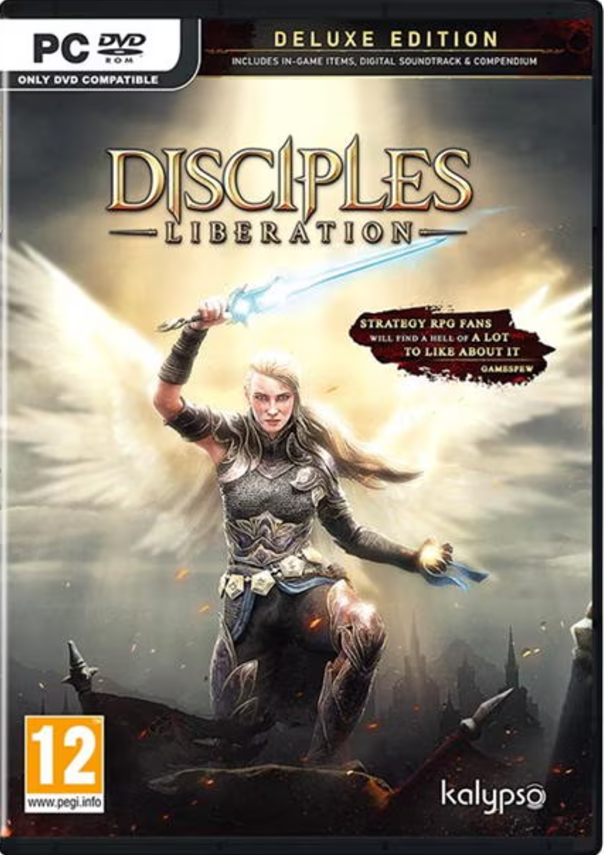 PC DVD
ROM
ONLY DVD COMPATIBLE
DELUXE EDITION
INCLUDES IN-GAME ITEMS, DIGITAL SOUNDTRACK & COMPENDIUM
DISCIPLES
LIBERATION
STRATEGY RPG FANS
WILL FIND A HELL OF A LOT
TO LIKE ABOUT IT
GAMESPEW
12
www.pegi.info
kalypso